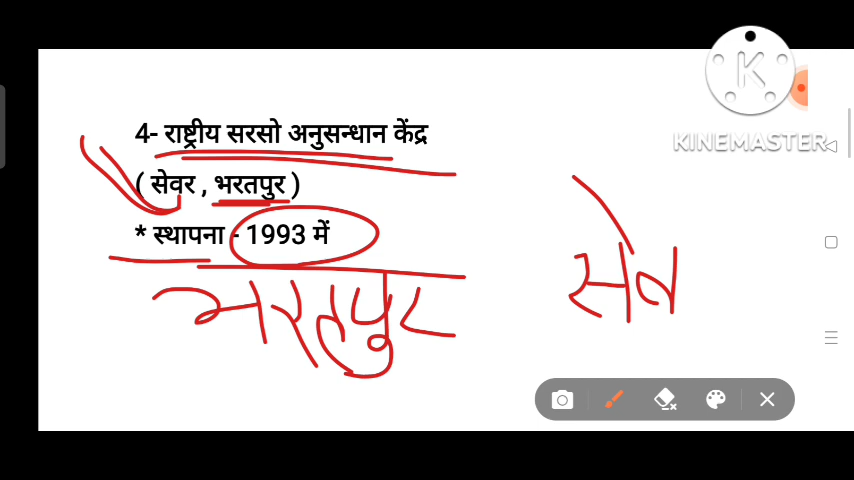 4- राष्ट्रीय सरसो अनुसन्धान केंद्र
( सेवर , भरतपुर )
* स्थापना - 1993 में
भरतपुर
सेव
KINEMASTER